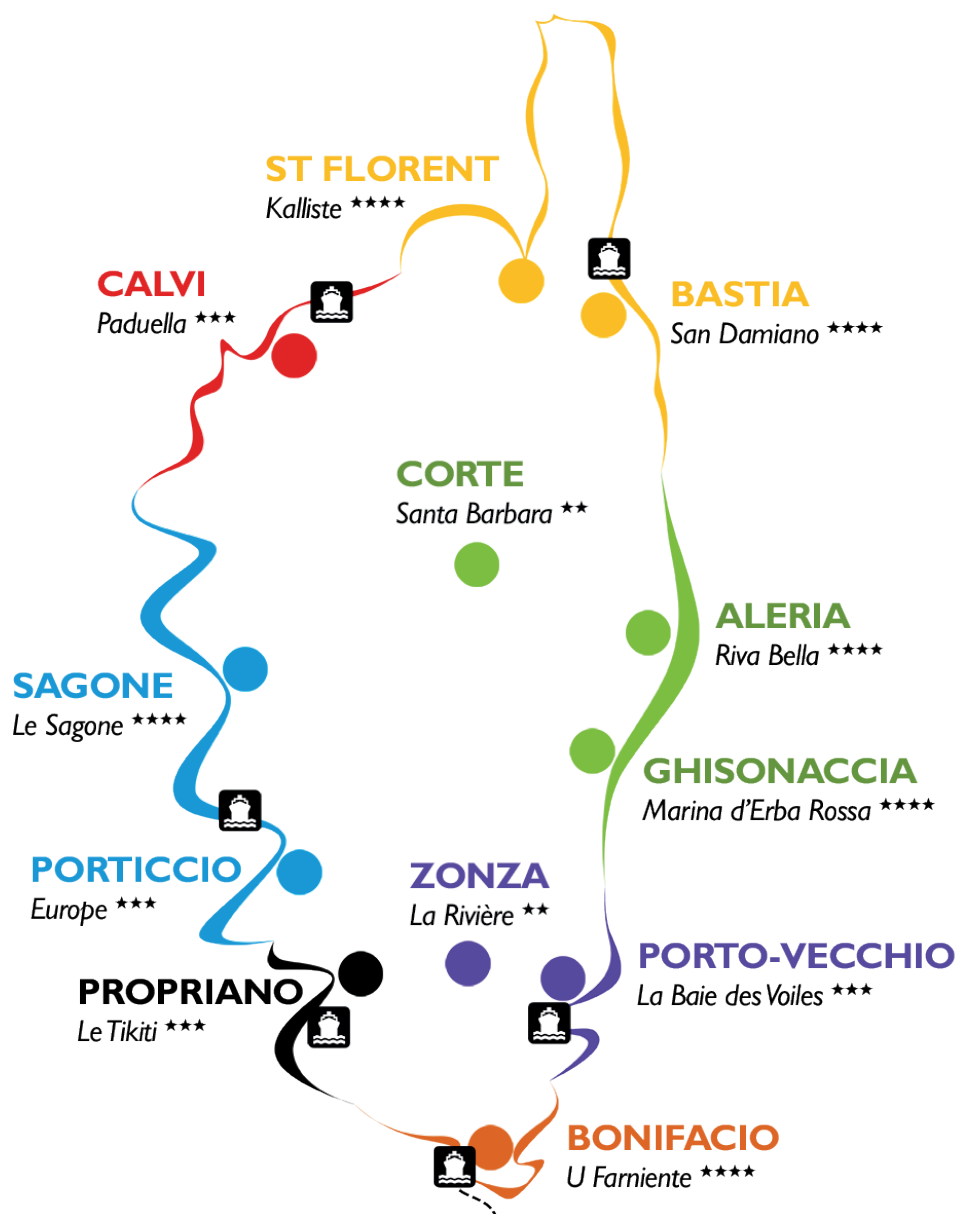 ST FLORENT
Kalliste ★★★★
CALVI
Paduella ★★★
BASTIA
San Damiano ★★★★
CORTE
Santa Barbara ★★
ALERIA
Riva Bella ★★★★
SAGONE
Le Sagone ★★★★
GHISONACCIA
Marina d'Erba Rossa ★★★★
PORTICCIO
Europe ★★★
ZONZA
La Rivière ★★
PORTO-VECCHIO
La Baie des Voiles ★★★
PROPRIANO
Le Tikiti ★★★
BONIFACIO
U Farniente ★★★★